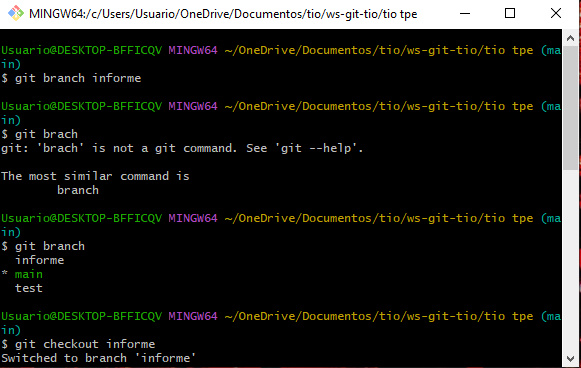 MINGW64:/c/Users/Usuario/OneDrive/Documentos/tio/ws-git-tio/tio tpe
Usuario@DESKTOP-BFFICQV MINGW64 ~/OneDrive/Documentos/tio/ws-git-tio/tio tpe (ma
in)
$ git branch informe
Usuario@DESKTOP-BFFICQV MINGW64 ~/OneDrive/Documentos/tio/ws-git-tio/tio tpe (ma
in)
$ git brach
git: 'brach' is not a git command. See 'git --help'.
The most similar command is
branch
Usuario@DESKTOP-BFFICQV MINGW64 ~/OneDrive/Documentos/tio/ws-git-tio/tio tpe (ma
in)
$ git branch
informe
* main
test
Usuario@DESKTOP-BFFICQV MINGW64 ~/OneDrive/Documentos/tio/ws-git-tio/tio tpe (ma
in)
$ git checkout informe
Switched to branch 'informe'